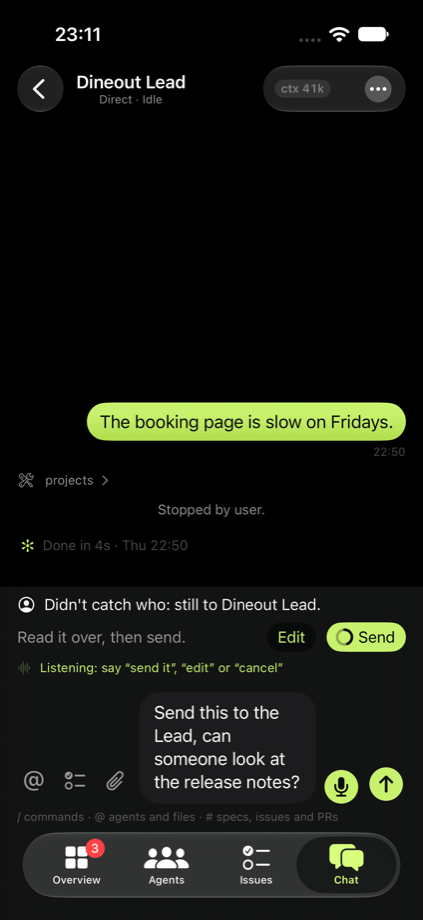 23:11
Dineout Lead
Direct · Idle
ctx 41k
The booking page is slow on Fridays.
22:50
projects
Stopped by user.
Done in 4s · Thu 22:50
Didn't catch who: still to Dineout Lead.
Read it over, then send.
Edit
Send
Listening: say “send it”, “edit” or “cancel”
Send this to the
Lead, can
someone look at
the release notes?
/ commands · @ agents and files · # specs, issues and PRs
3
Overview
Agents
Issues
Chat